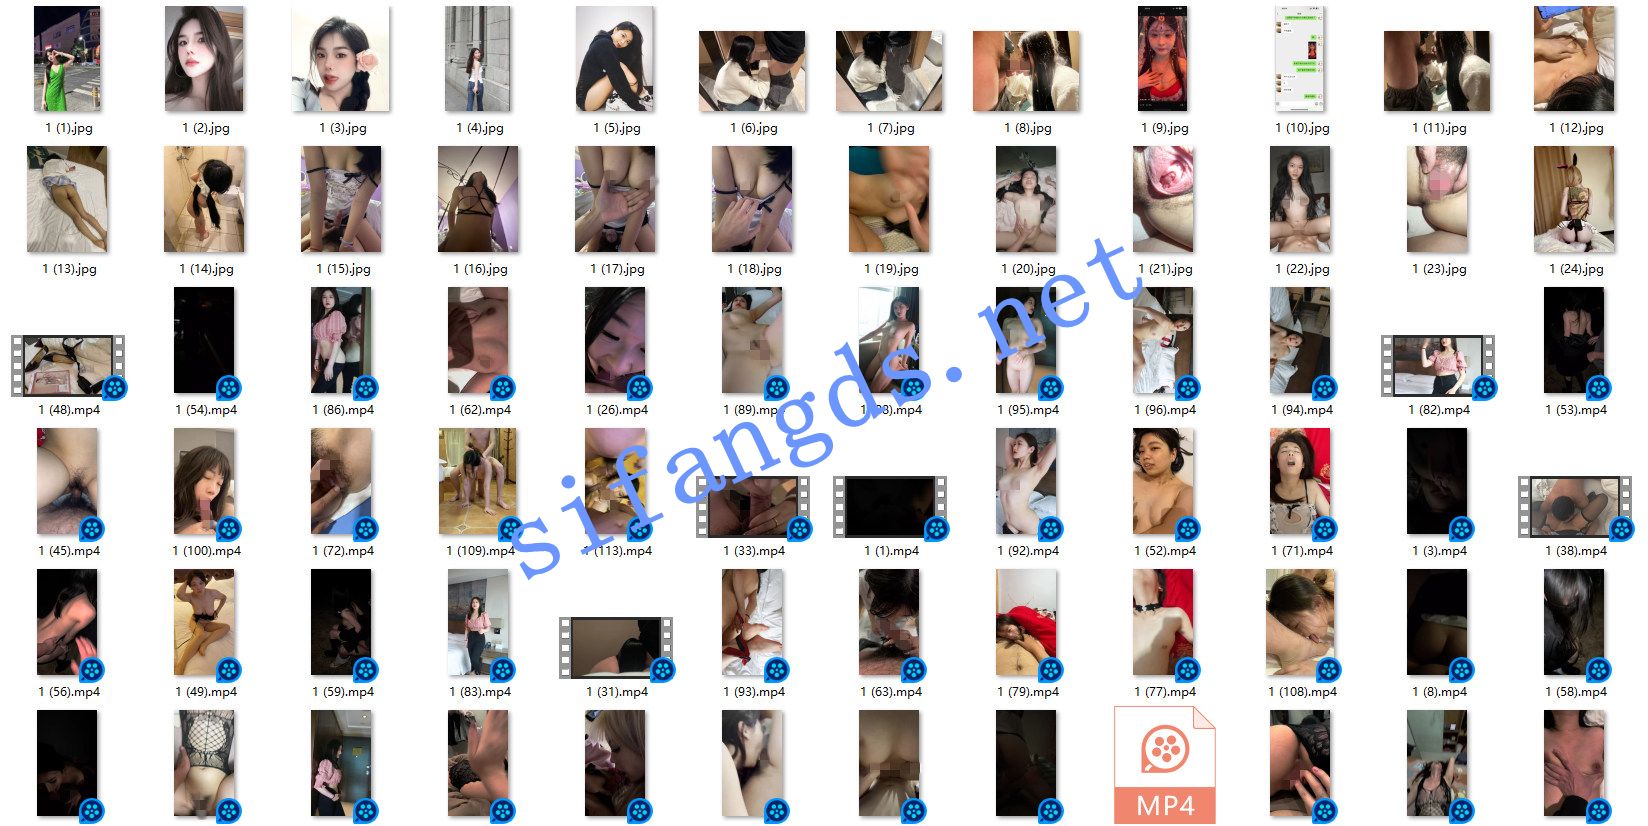 1 (1).jpg 1 (2).jpg 1 (3).jpg 1 (4).jpg 1 (5).jpg 1 (6).jpg 1 (7).jpg 1 (8).jpg 1 (9).jpg 1 (10).jpg 1 (11).jpg 1 (12).jpg
1 (13).jpg 1 (14).jpg 1 (15).jpg 1 (16).jpg 1 (17).jpg 1 (18).jpg 1 (19).jpg 1 (20).jpg 1 (21).jpg 1 (22).jpg 1 (23).jpg 1 (24).jpg
1 (48).mp4 1 (54).mp4 1 (86).mp4 1 (62).mp4 1 (26).mp4 1 (89).mp4 1 (95).mp4 1 (96).mp4 1 (94).mp4 1 (82).mp4 1 (53).mp4
sifangds.net
1 (45).mp4 1 (100).mp4 1 (72).mp4 1 (109).mp4 1 (113).mp4 1 (33).mp4 1 (1).mp4 1 (92).mp4 1 (52).mp4 1 (71).mp4 1 (3).mp4 1 (38).mp4
1 (56).mp4 1 (49).mp4 1 (59).mp4 1 (83).mp4 1 (31).mp4 1 (93).mp4 1 (63).mp4 1 (79).mp4 1 (77).mp4 1 (108).mp4 1 (8).mp4 1 (58).mp4
MP4